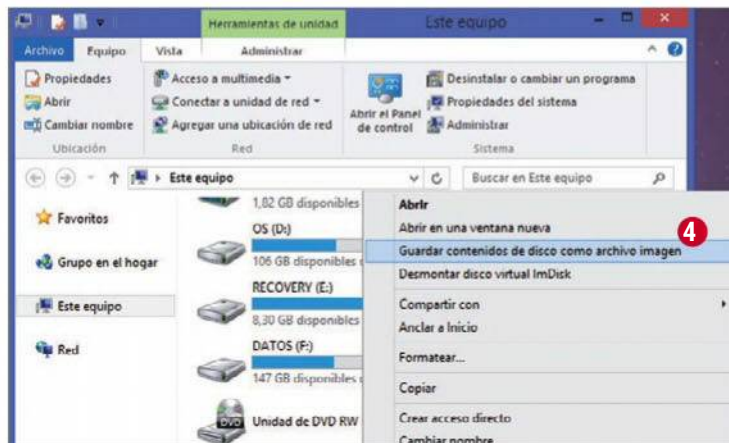 Herramientas de unidad
Este equipo
Archivo
Equipo
Vista
Administrar
Propiedades
Abrir
Cambiar nombre
Ubicación
Acceso a multimedia
Conectar a unidad de red
Agregar una ubicación de red
Red
Abrir el Panel
de control
Desinstalar o cambiar un programa
Propiedades del sistema
Administrar
Sistema
Este equipo
Buscar en Este equipo
Favoritos
Grupo en el hogar
Este equipo
Red
1,82 GB disponibles
OS (D:)
106 GB disponibles
RECOVERY (E:)
8,30 GB disponibles
DATOS (F:)
147 GB disponibles
Unidad de DVD RW
Abrir
Abrir en una ventana nueva
Guardar contenidos de disco como archivo imagen
4
Desmontar disco virtual ImDisk
Compartir con
Anclar a Inicio
Formatear...
Copiar
Crear acceso directo
Cambiar nombre